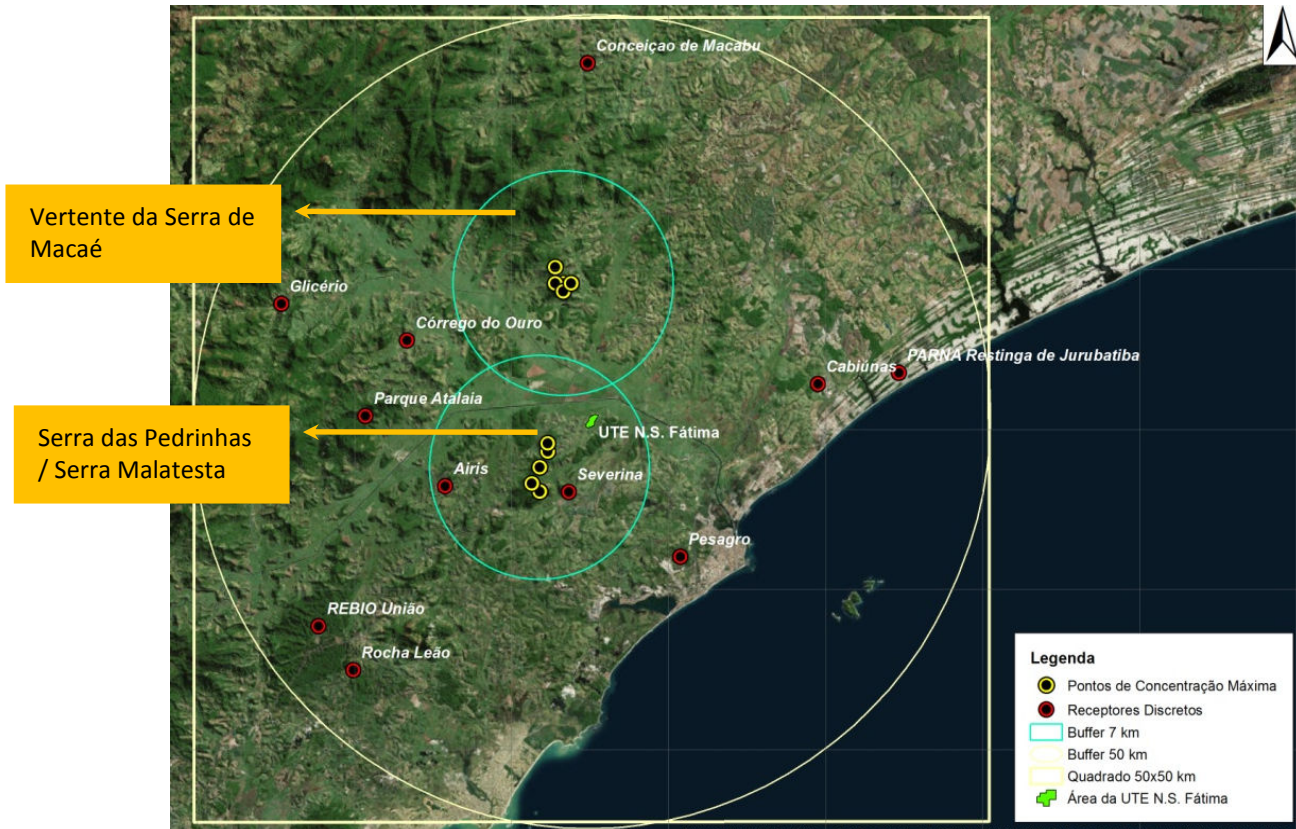 Conceiçao de Macabu
Vertente da Serra de
Macaé
Glicério
Córrego do Ouro
Cabiúnas
PARNA Restinga de Jurubatiba
Parque Atalaia
Serra das Pedrinhas
/ Serra Malatesta
UTE N.S. Fátima
Airis
Severina
Pesagro
REBIO União
Rocha Leão
Legenda
Pontos de Concentração Máxima
Receptores Discretos
Buffer 7 km
Buffer 50 km
Quadrado 50x50 km
Área da UTE N.S. Fátima